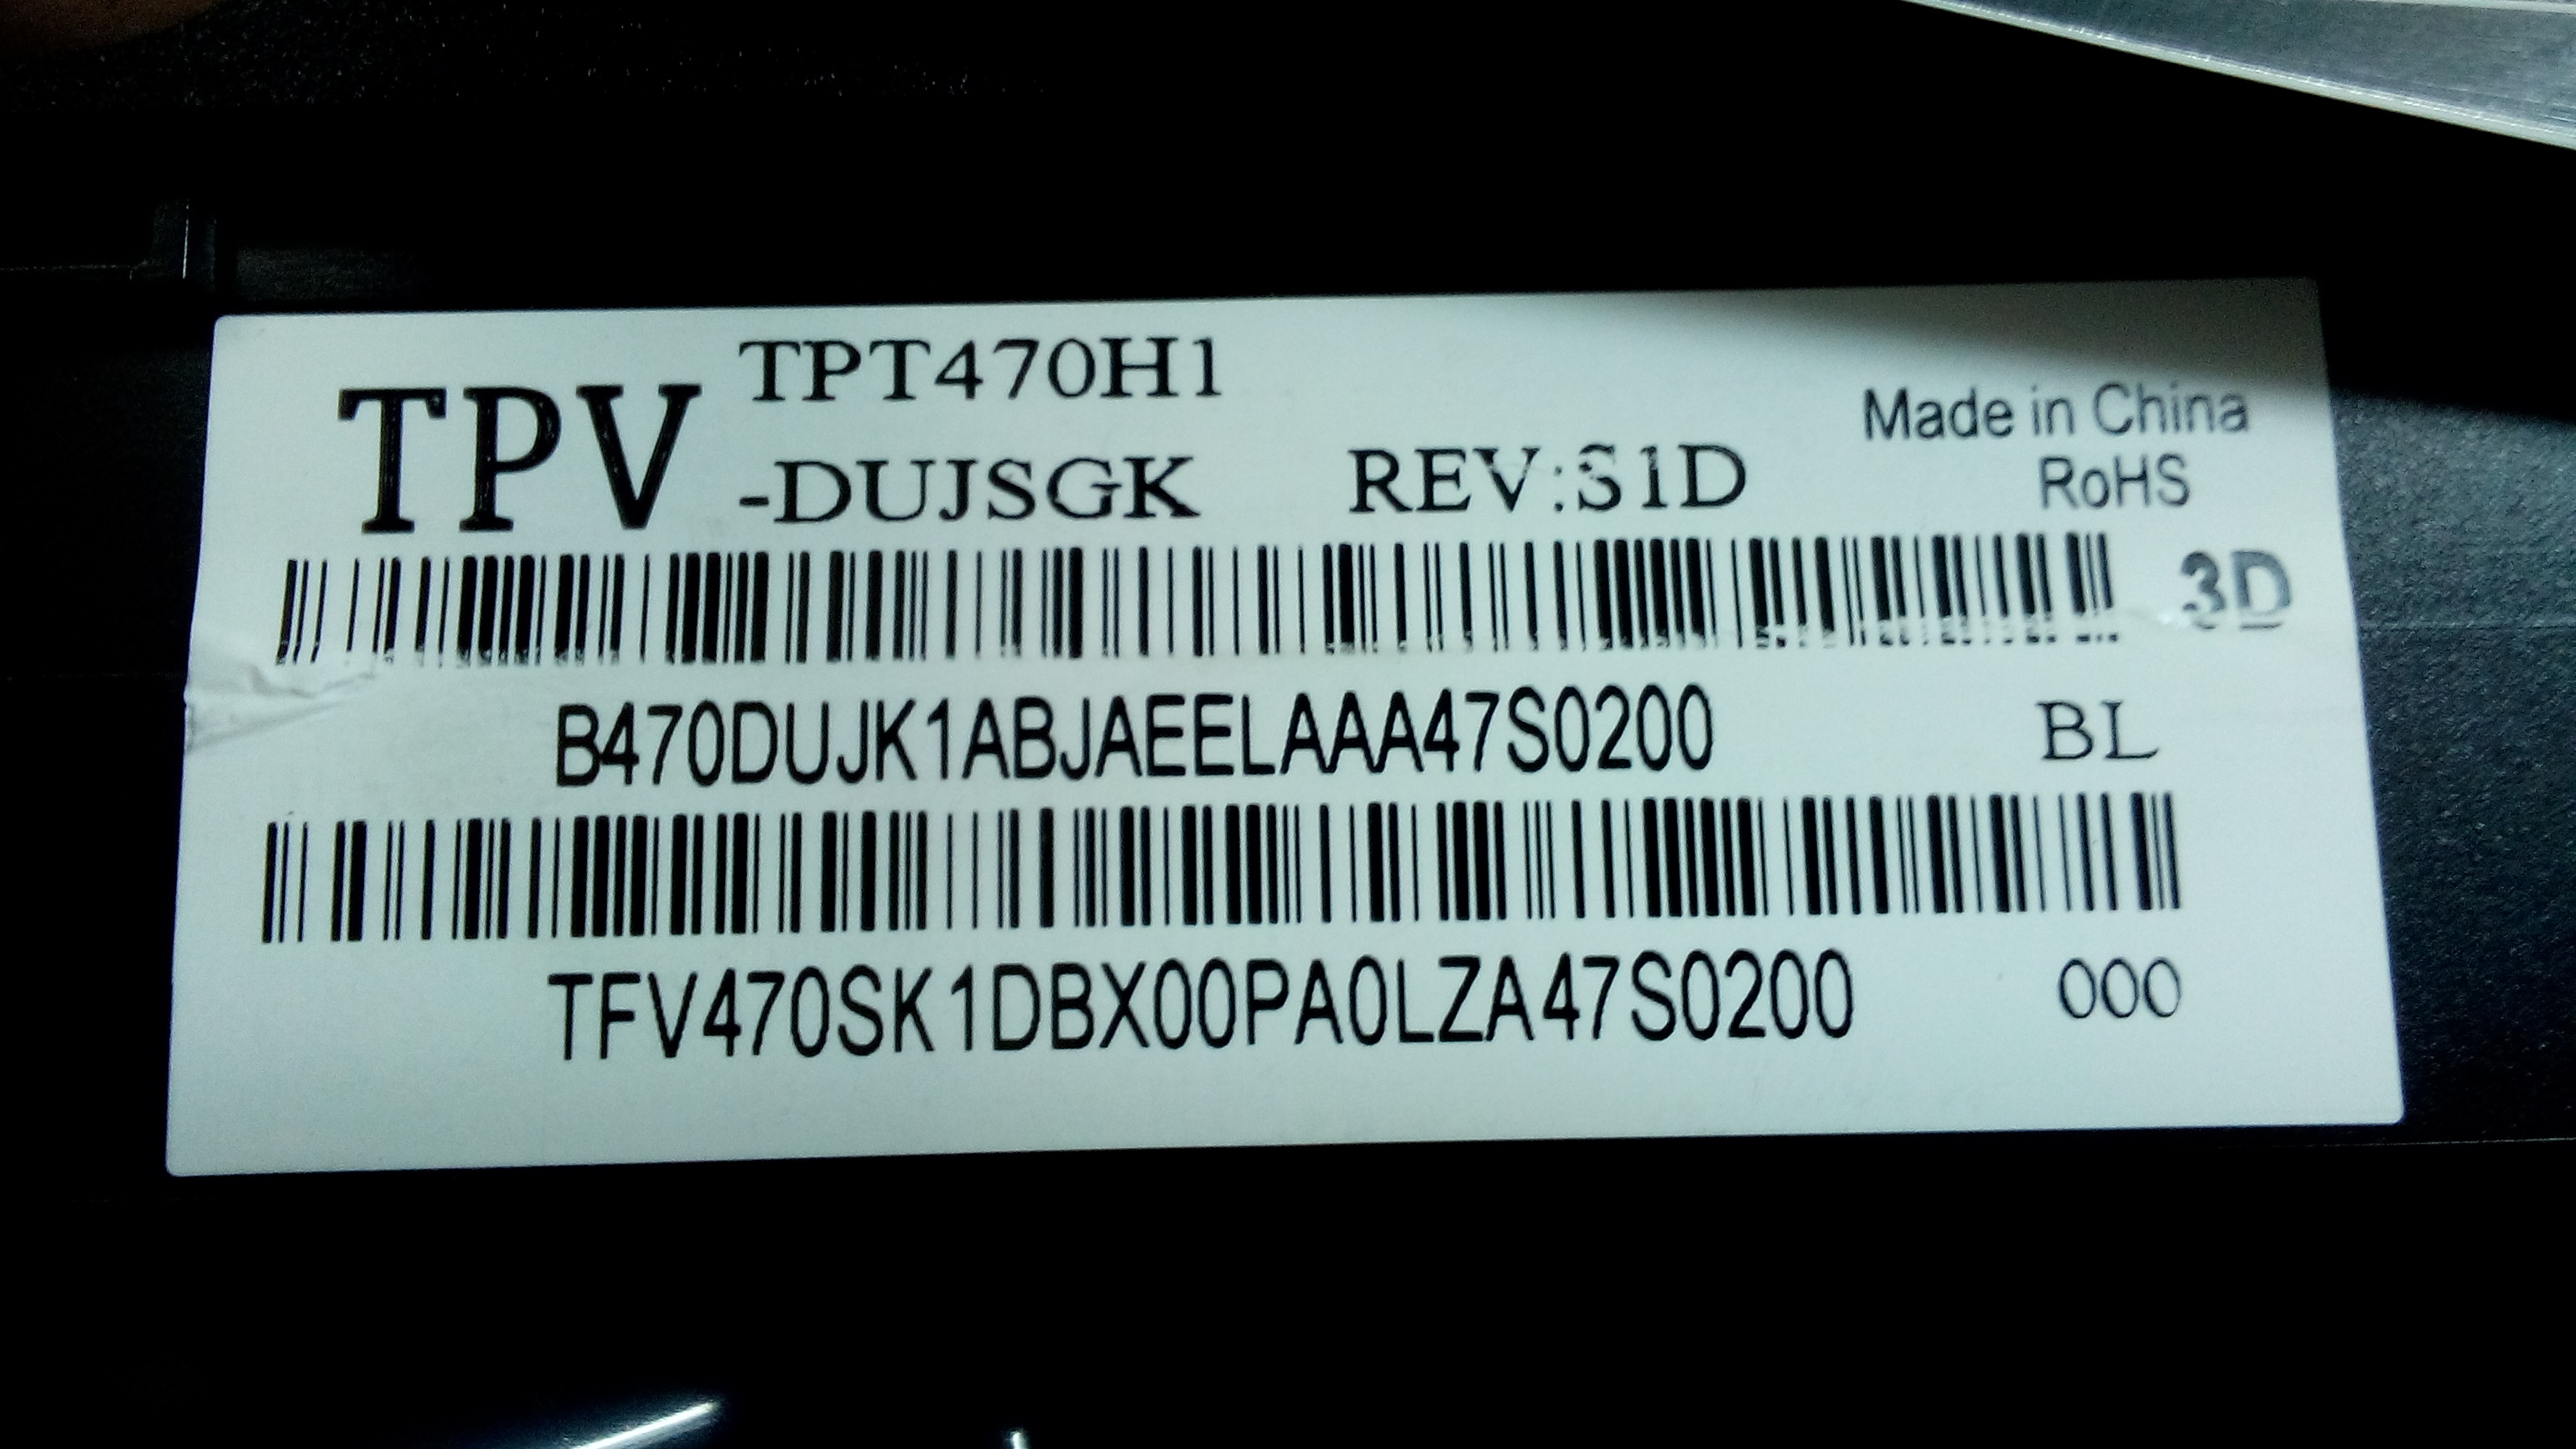 TPV TPT470H1
-DUJSGK REV:S1D
Made in China
RoHS
3D
B470DUJK1ABJAEELAAA47S0200 BL
TFV470SK1DBX00PA0LZA47S0200 000